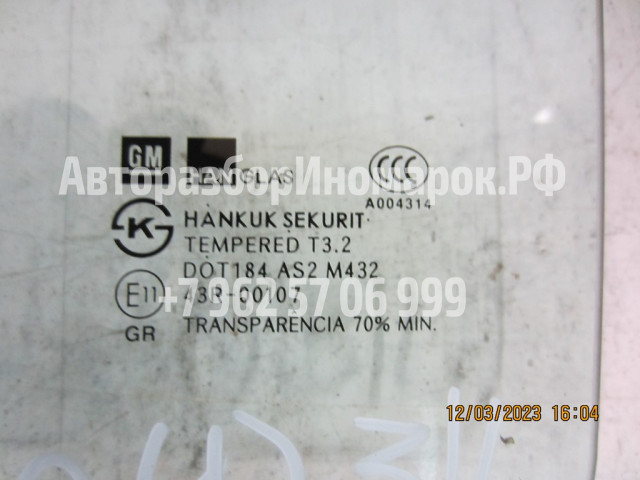 GM
HANGLAS
CCC
АвторазборИномарок.РФ
A004314
K
HANKUK SEKURIT
TEMPERED T3.2
DOT184 AS2 M432
E11
43R-00107
+7 962 57 06 999
GR
TRANSPARENCIA 70% MIN.
12/03/2023 16:04